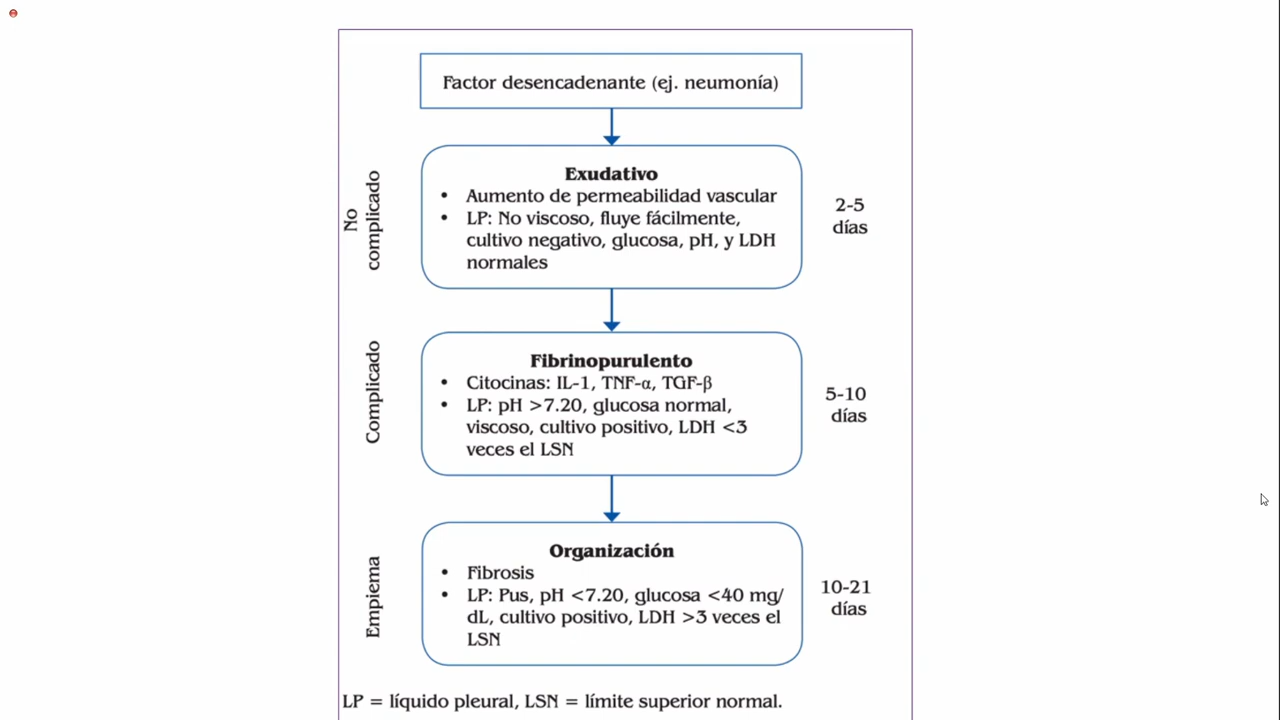 Factor desencadenante (ej. neumonía)
No
complicado
Exudativo
• Aumento de permeabilidad vascular
• LP: No viscoso, fluye fácilmente,
cultivo negativo, glucosa, pH, y LDH
normales
2-5
días
Complicado
Fibrinopurulento
• Citocinas: IL-1, TNF-α, TGF-β
• LP: pH >7.20, glucosa normal,
viscoso, cultivo positivo, LDH <3
veces el LSN
5-10
días
Empiema
Organización
• Fibrosis
• LP: Pus, pH <7.20, glucosa <40 mg/
dL, cultivo positivo, LDH >3 veces el
LSN
10-21
días
LP = líquido pleural, LSN = límite superior normal.